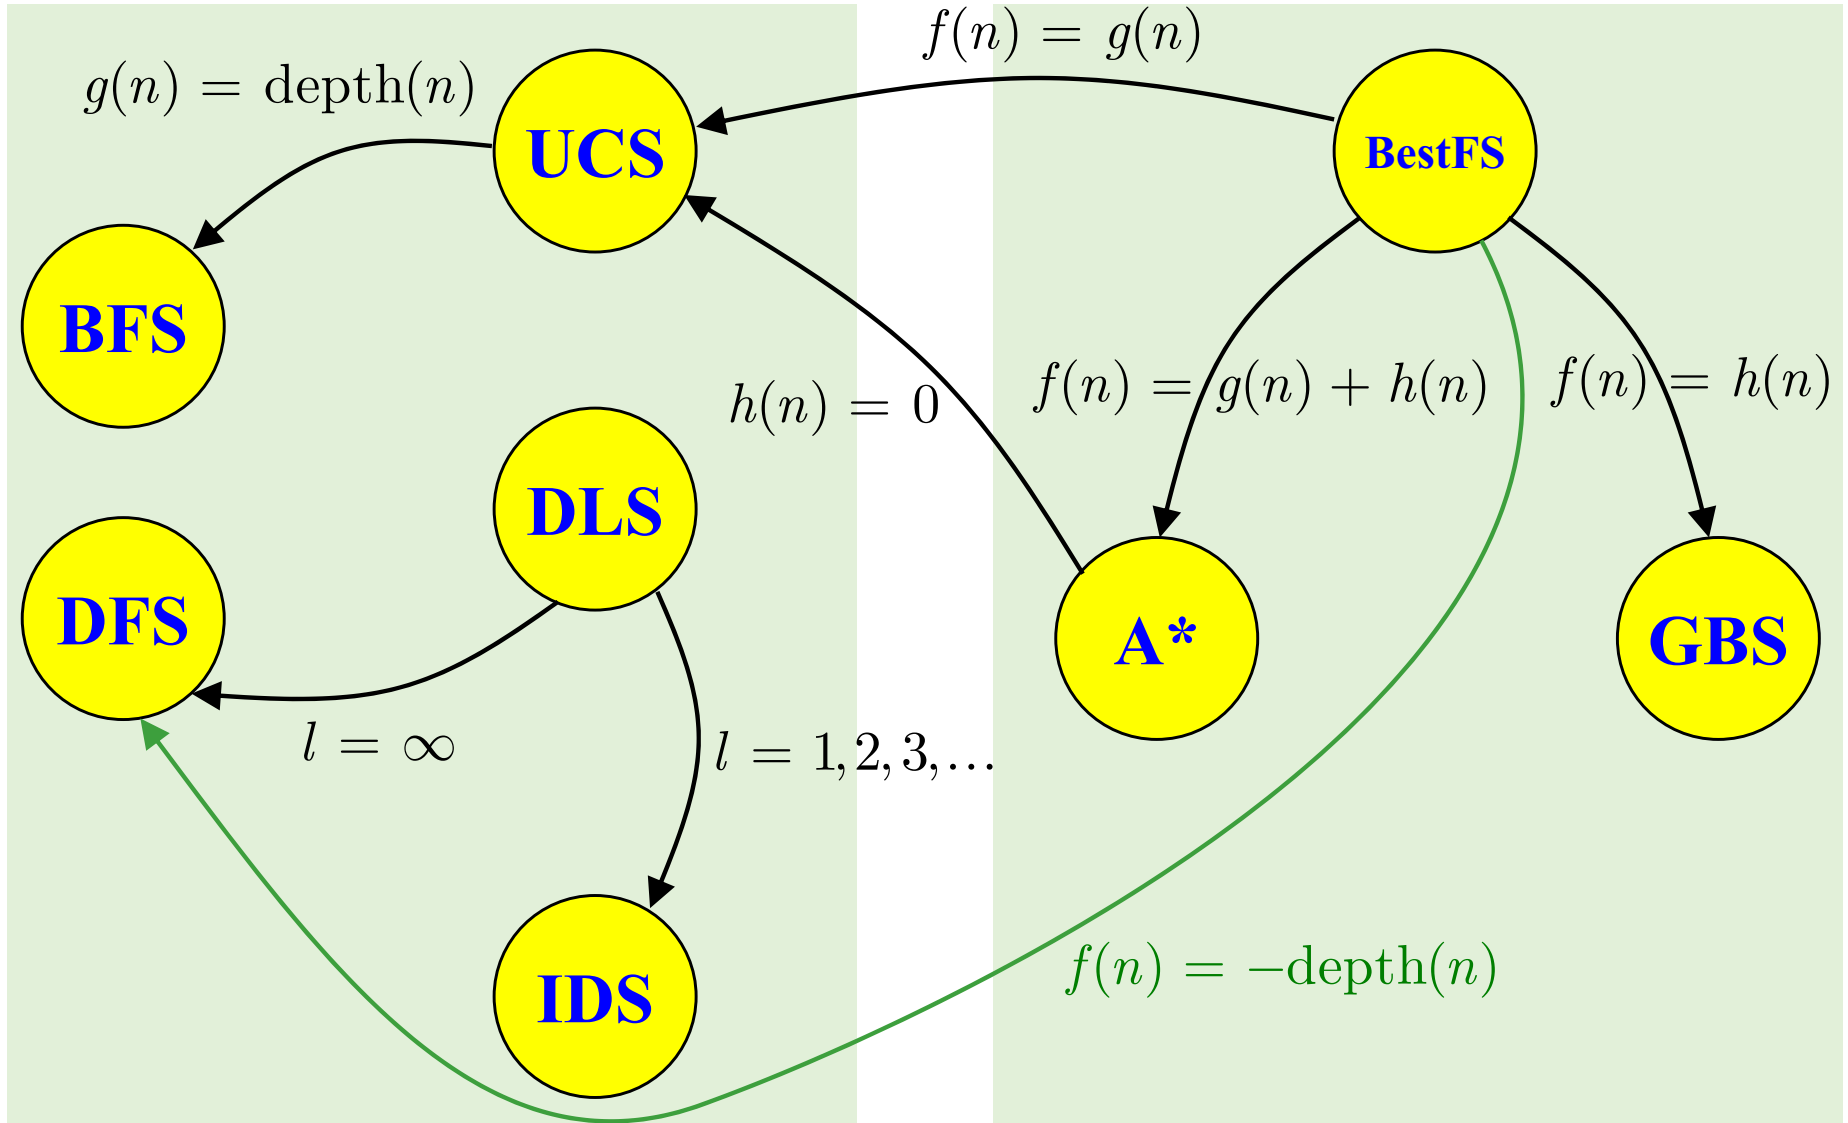 f(n) = g(n)
g(n) = depth(n)
UCS
BestFS
BFS
h(n) = 0
f(n) = g(n) + h(n)
f(n) = h(n)
DLS
DFS
A*
GBS
l = ∞
l = 1,2,3,...
f(n) = −depth(n)
IDS